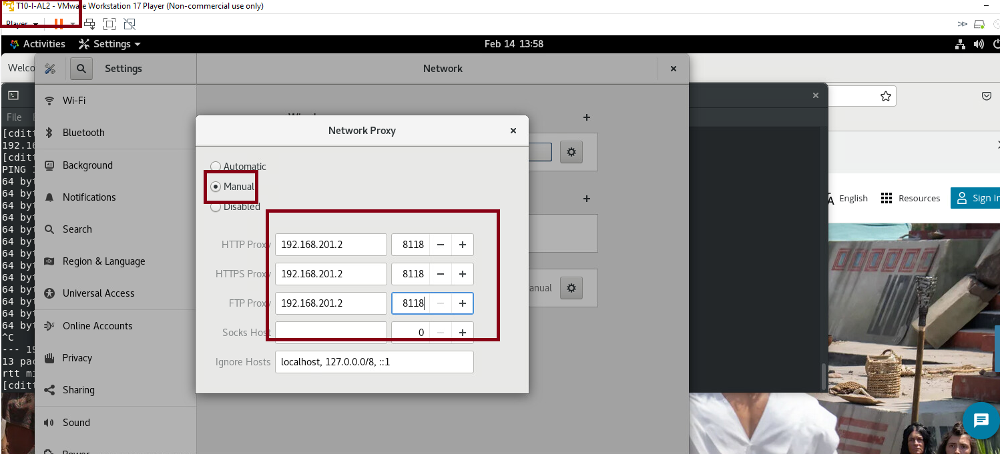 T10-I-AL2 - VMware Workstation 17 Player (Non-commercial use only)
Player
Activities Settings Feb 14 13:58
Welco
Settings
Network
Wi-Fi
Bluetooth
Background
Notifications
Search
Region & Language
Universal Access
Online Accounts
Privacy
Sharing
Sound
Power
File
[cditt
192.16
[cditt
PING 1
64 byt
64 byt
64 byt
64 byt
64 byt
64 byt
64 byt
64 byt
64 byt
64 byt
64 byt
64 byt
64 byt
^C
--- 19
13 pac
rtt mi
[cditt
Network Proxy
Automatic
Manual
Disabled
HTTP Proxy 192.168.201.2 8118 − +
HTTPS Proxy 192.168.201.2 8118 − +
FTP Proxy 192.168.201.2 8118 − +
Socks Host 0 − +
Ignore Hosts localhost, 127.0.0.0/8, ::1
anual
English Resources Sign In